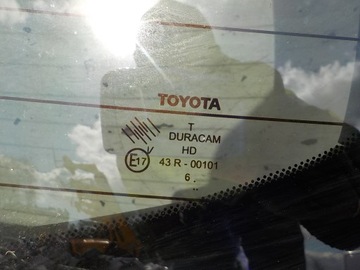 TOYOTA
T
DURACAM
HD
E17
43 R - 00101
6 .
..